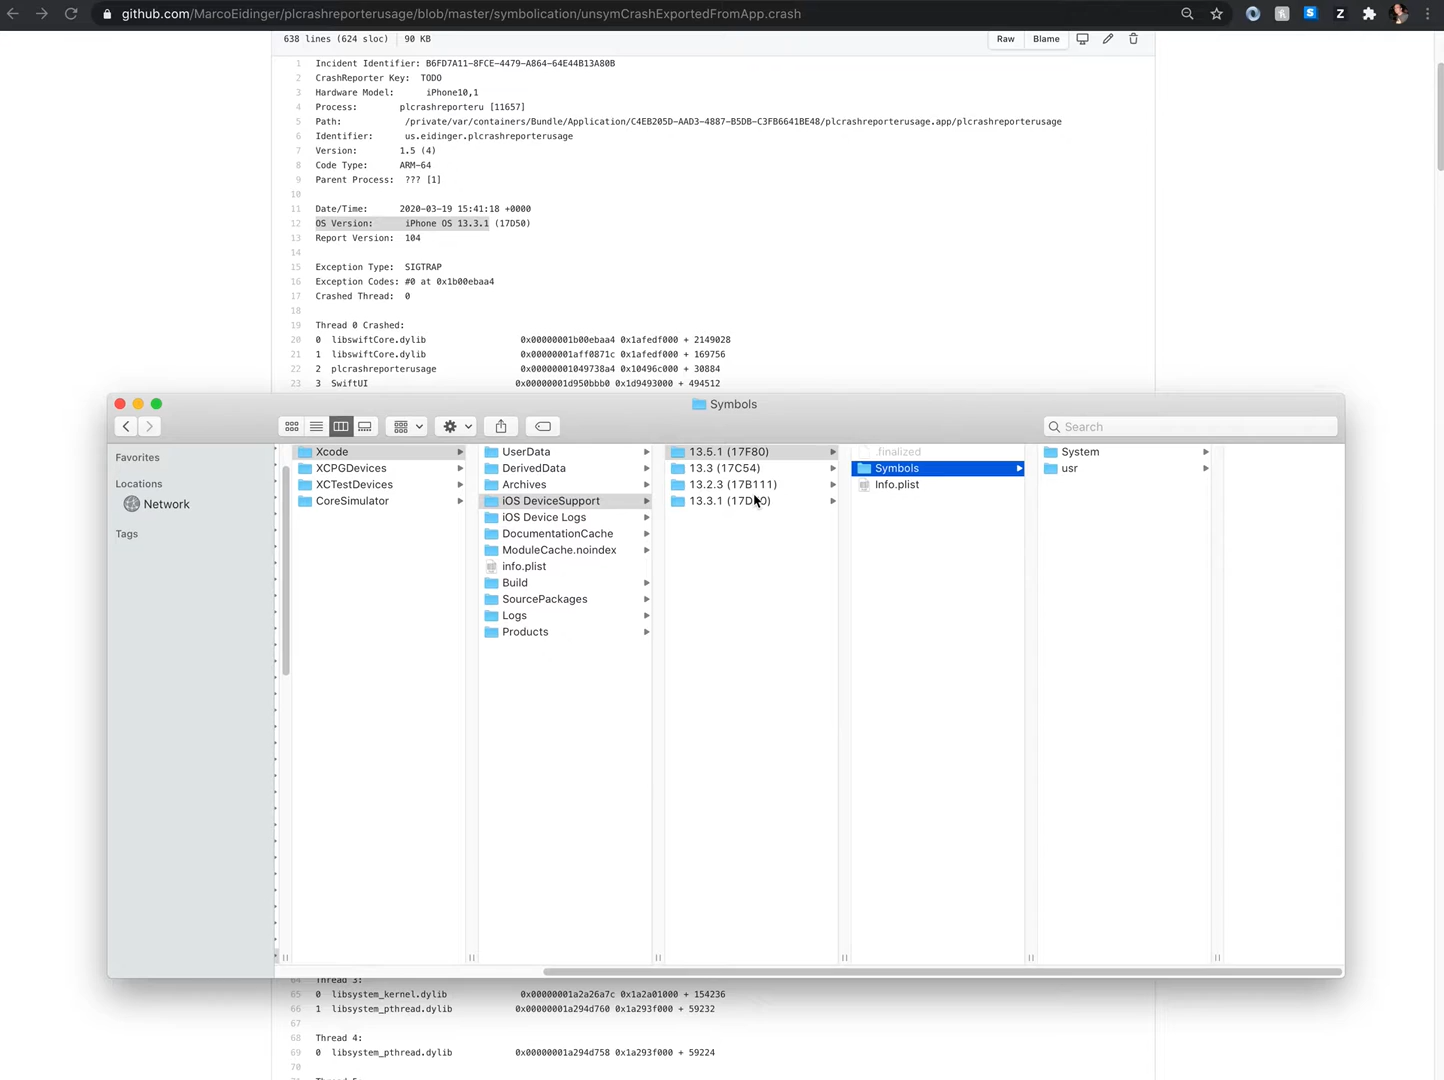 github.com/MarcoEidinger/plcrashreporterusage/blob/master/symbolication/unsymCrashExportedFromApp.crash
638 lines (624 sloc) 90 KB
Raw Blame
1 Incident Identifier: B6FD7A11-8FCE-4479-A864-64E44B13A80B
2 CrashReporter Key: TODO
3 Hardware Model: iPhone10,1
4 Process: plcrashreporteru [11657]
5 Path: /private/var/containers/Bundle/Application/C4EB205D-AAD3-4887-B5DB-C3FB6641BE48/plcrashreporterusage.app/plcrashreporterusage
6 Identifier: us.eidinger.plcrashreporterusage
7 Version: 1.5 (4)
8 Code Type: ARM-64
9 Parent Process: ??? [1]
10
11 Date/Time: 2020-03-19 15:41:18 +0000
12 OS Version: iPhone OS 13.3.1 (17D50)
13 Report Version: 104
14
15 Exception Type: SIGTRAP
16 Exception Codes: #0 at 0x1b00ebaa4
17 Crashed Thread: 0
18
19 Thread 0 Crashed:
20 0 libswiftCore.dylib 0x00000001b00ebaa4 0x1afedf000 + 2149028
21 1 libswiftCore.dylib 0x00000001aff0871c 0x1afedf000 + 169756
22 2 plcrashreporterusage 0x00000001049738a4 0x10496c000 + 30884
23 3 SwiftUI 0x00000001d950bbb0 0x1d9493000 + 494512
Symbols
Search
Favorites
Locations
Network
Tags
Xcode
XCPGDevices
XCTestDevices
CoreSimulator
UserData
DerivedData
Archives
iOS DeviceSupport
iOS Device Logs
DocumentationCache
ModuleCache.noindex
info.plist
Build
SourcePackages
Logs
Products
13.5.1 (17F80)
13.3 (17C54)
13.2.3 (17B111)
13.3.1
.finalized
Symbols
Info.plist
System
usr
64 Thread 3:
65 0 libsystem_kernel.dylib 0x00000001a2a26a7c 0x1a2a01000 + 154236
66 1 libsystem_pthread.dylib 0x00000001a294d760 0x1a293f000 + 59232
67
68 Thread 4:
69 0 libsystem_pthread.dylib 0x00000001a294d758 0x1a293f000 + 59224
70